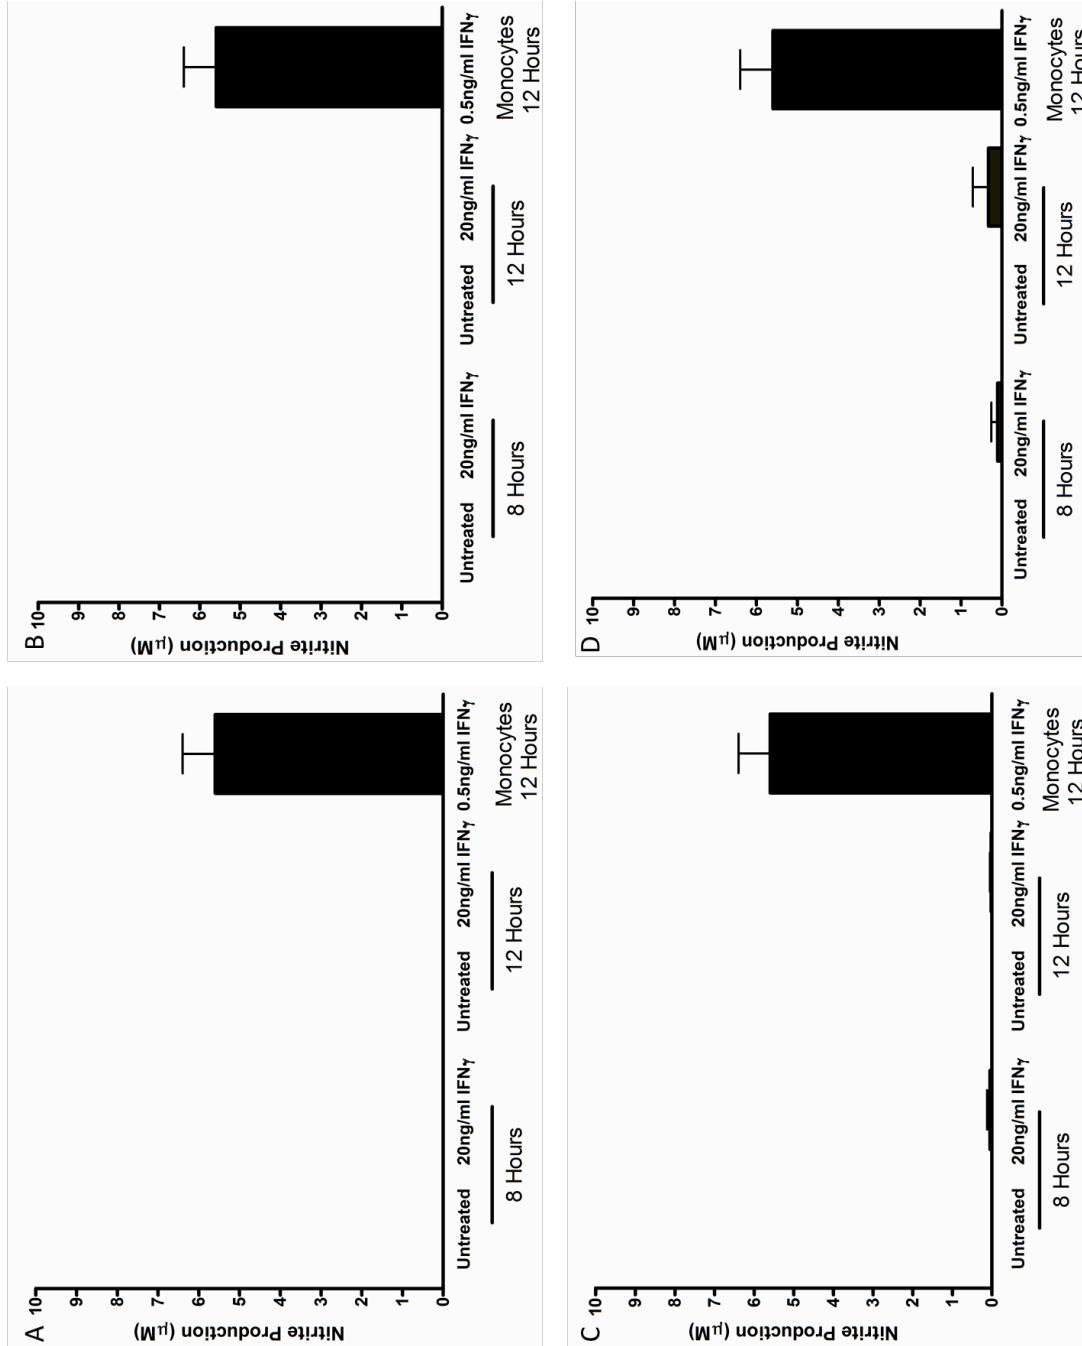 A
Nitrite Production (µM)
10
9
8
7
6
5
4
3
2
1
0
Untreated 20ng/ml IFNγ Untreated 20ng/ml IFNγ 0.5ng/ml IFNγ
8 Hours 12 Hours Monocytes
12 Hours
B
Nitrite Production (µM)
10
9
8
7
6
5
4
3
2
1
0
Untreated 20ng/ml IFNγ Untreated 20ng/ml IFNγ 0.5ng/ml IFNγ
8 Hours 12 Hours Monocytes
12 Hours
C
Nitrite Production (µM)
10
9
8
7
6
5
4
3
2
1
0
Untreated 20ng/ml IFNγ Untreated 20ng/ml IFNγ 0.5ng/ml IFNγ
8 Hours 12 Hours Monocytes
12 Hours
D
Nitrite Production (µM)
10
9
8
7
6
5
4
3
2
1
0
Untreated 20ng/ml IFNγ Untreated 20ng/ml IFNγ 0.5ng/ml IFNγ
8 Hours 12 Hours Monocytes
12 Hours